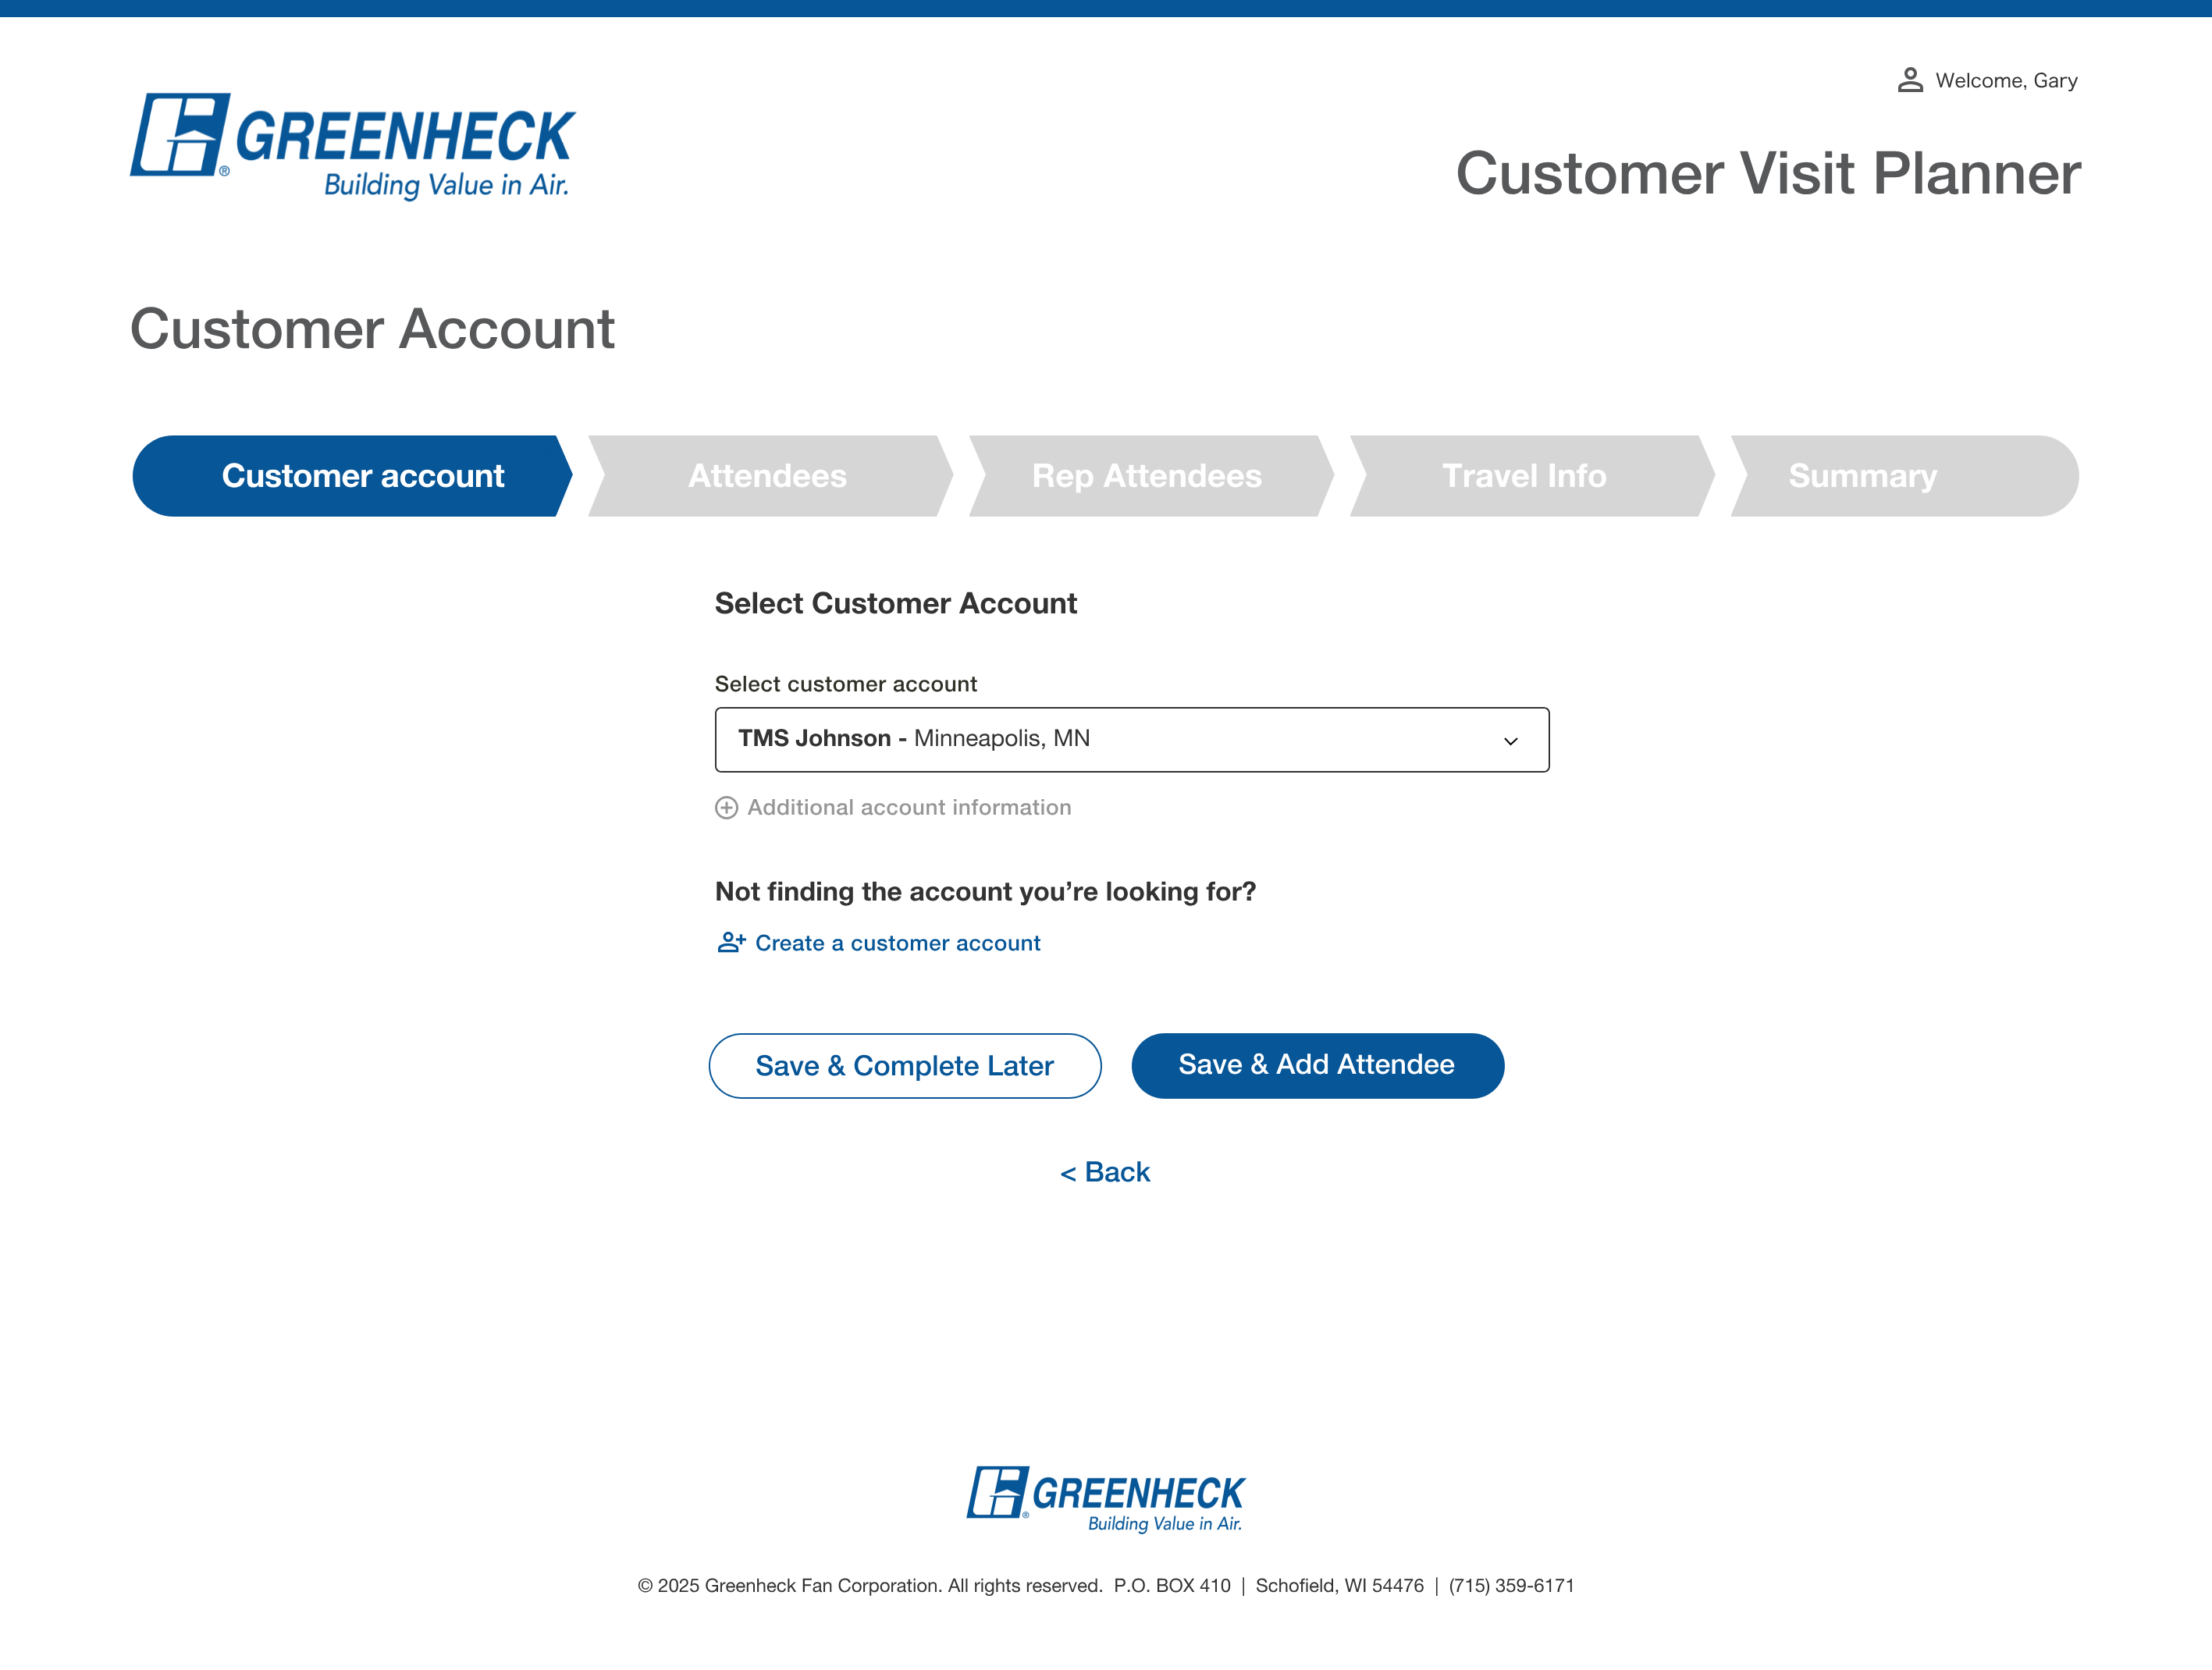 Welcome, Gary
GREENHECK
®
Building Value in Air.
Customer Visit Planner
Customer Account
Customer account
Attendees
Rep Attendees
Travel Info
Summary
Select Customer Account
Select customer account
TMS Johnson - Minneapolis, MN
Additional account information
Not finding the account you’re looking for?
Create a customer account
Save & Complete Later
Save & Add Attendee
< Back
GREENHECK
®
Building Value in Air.
© 2025 Greenheck Fan Corporation. All rights reserved. P.O. BOX 410 | Schofield, WI 54476 | (715) 359-6171